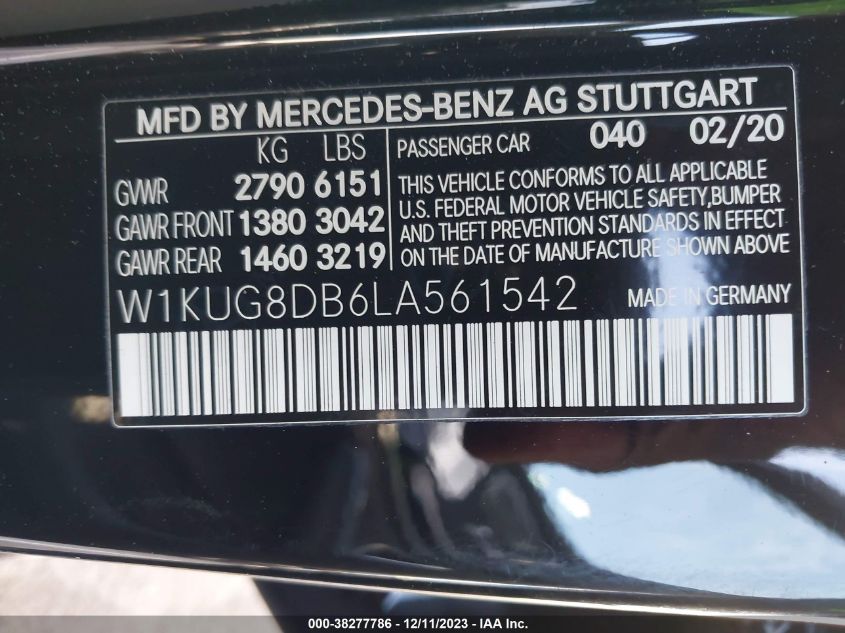 MFD BY MERCEDES-BENZ AG STUTTGART
KG LBS
GVWR 2790 6151
GAWR FRONT 1380 3042
GAWR REAR 1460 3219
PASSENGER CAR 040 02/20
THIS VEHICLE CONFORMS TO ALL APPLICABLE
U.S. FEDERAL MOTOR VEHICLE SAFETY,BUMPER
AND THEFT PREVENTION STANDARDS IN EFFECT
ON THE DATE OF MANUFACTURE SHOWN ABOVE
W1KUG8DB6LA561542 MADE IN GERMANY
000-38277786 - 12/11/2023 - IAA Inc.